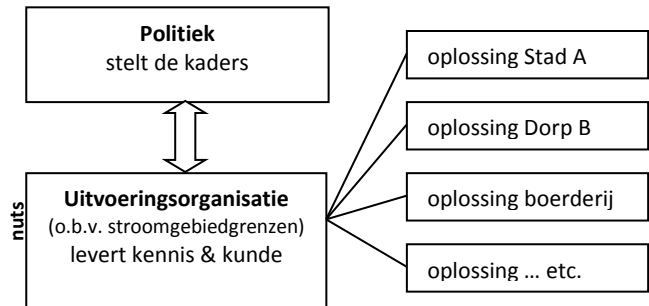 Politiek
stelt de kaders
nuts
Uitvoeringsorganisatie
(o.b.v. stroomgebiedgrenzen)
levert kennis & kunde
oplossing Stad A
oplossing Dorp B
oplossing boerderij
oplossing ... etc.